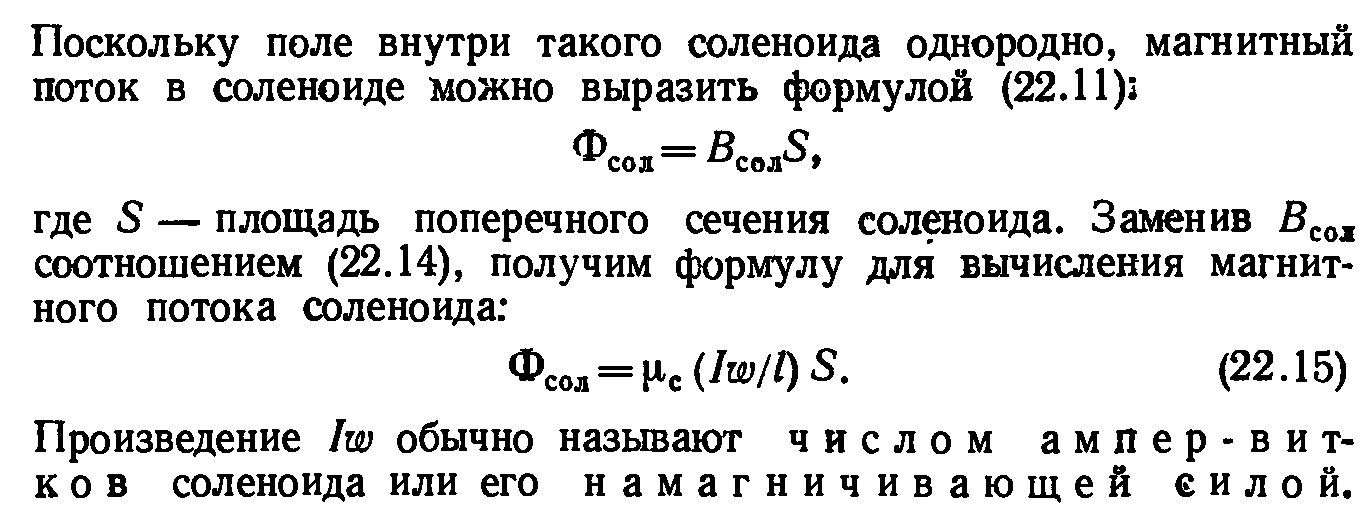 Поскольку поле внутри такого соленоида однородно, магнитный
поток в соленоиде можно выразить формулой (22.11):
Φсол = BсолS,
где S — площадь поперечного сечения соленоида. Заменив Bсол
соотношением (22.14), получим формулу для вычисления магнит-
ного потока соленоида:
Φсол = μс (Iw/l) S. (22.15)
Произведение Iw обычно называют числом ампер-вит-
ков соленоида или его намагничивающей силой.